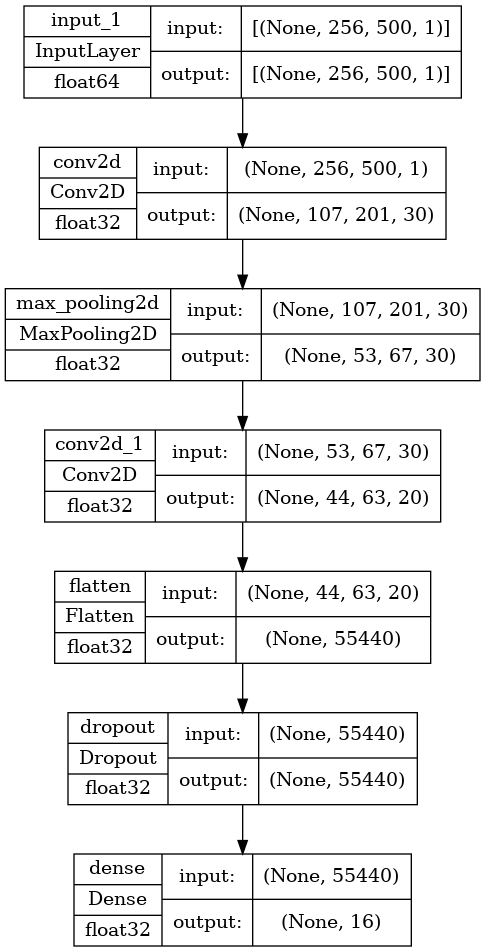 input_1
InputLayer
float64
input:
[(None, 256, 500, 1)]
output:
[(None, 256, 500, 1)]
conv2d
Conv2D
float32
input:
(None, 256, 500, 1)
output:
(None, 107, 201, 30)
max_pooling2d
MaxPooling2D
float32
input:
(None, 107, 201, 30)
output:
(None, 53, 67, 30)
conv2d_1
Conv2D
float32
input:
(None, 53, 67, 30)
output:
(None, 44, 63, 20)
flatten
Flatten
float32
input:
(None, 44, 63, 20)
output:
(None, 55440)
dropout
Dropout
float32
input:
(None, 55440)
output:
(None, 55440)
dense
Dense
float32
input:
(None, 55440)
output:
(None, 16)